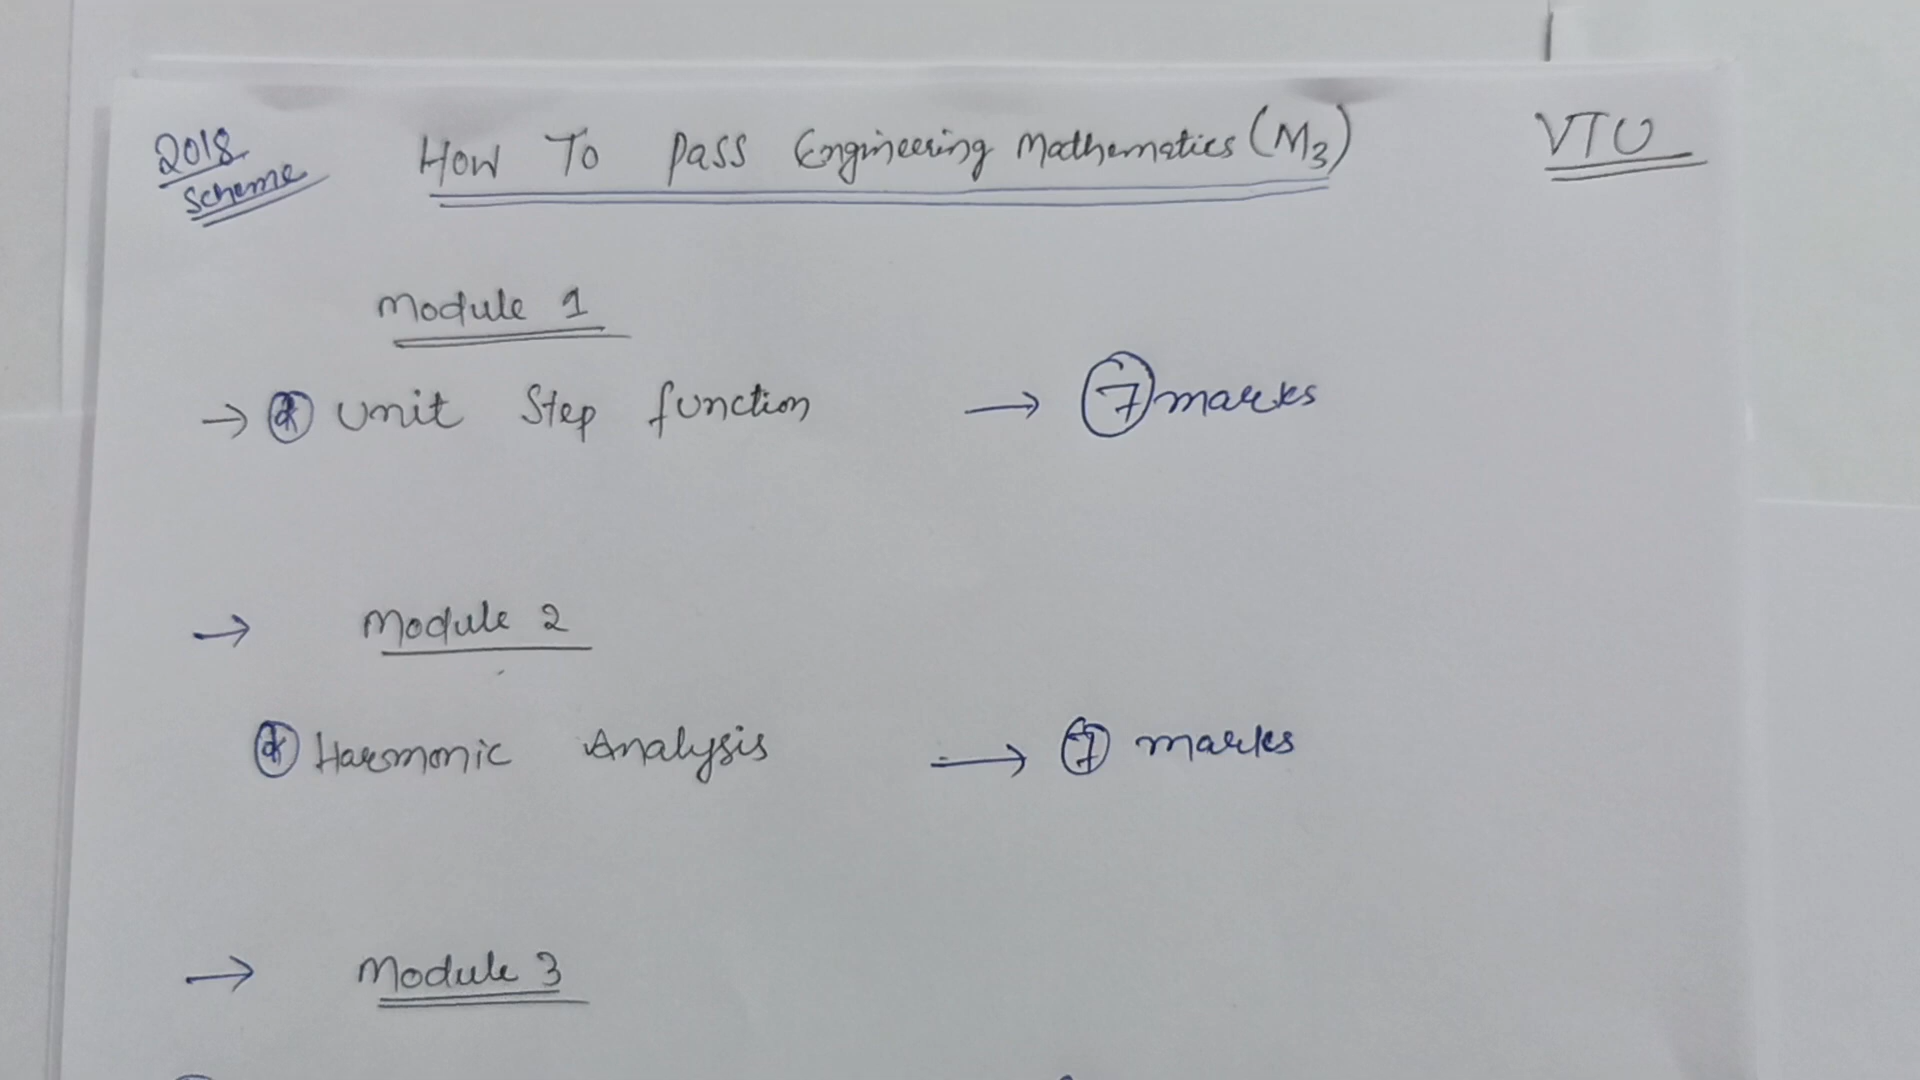 2018 How To Pass Engineering Mathematics (M3) VTU
Scheme
Module 1
→ * Unit Step function → 7 marks
→ Module 2
* Harmonic Analysis → 7 marks
→ Module 3